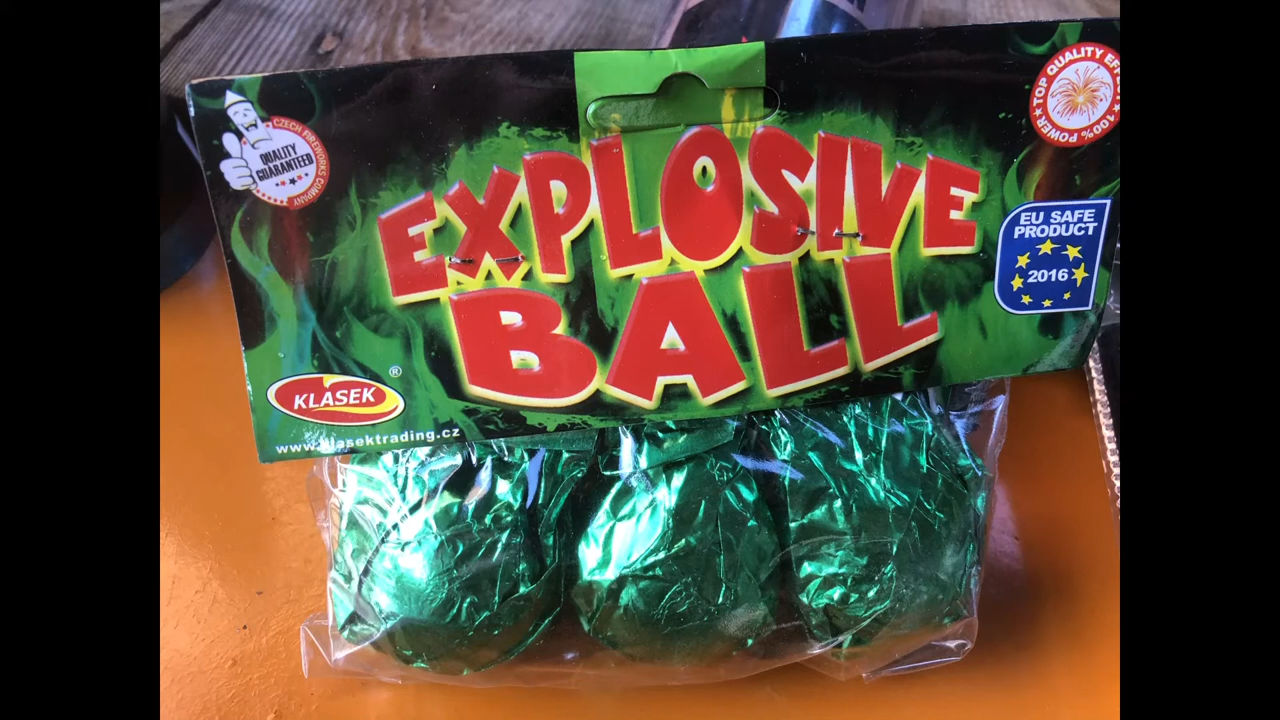 EXPLOSIVE
BALL
CZECH FIREWORKS COMPANY
QUALITY
GUARANTEED
TOP QUALITY
100% POWER
EU SAFE
PRODUCT
2016
KLASEK
®
www.klasektrading.cz